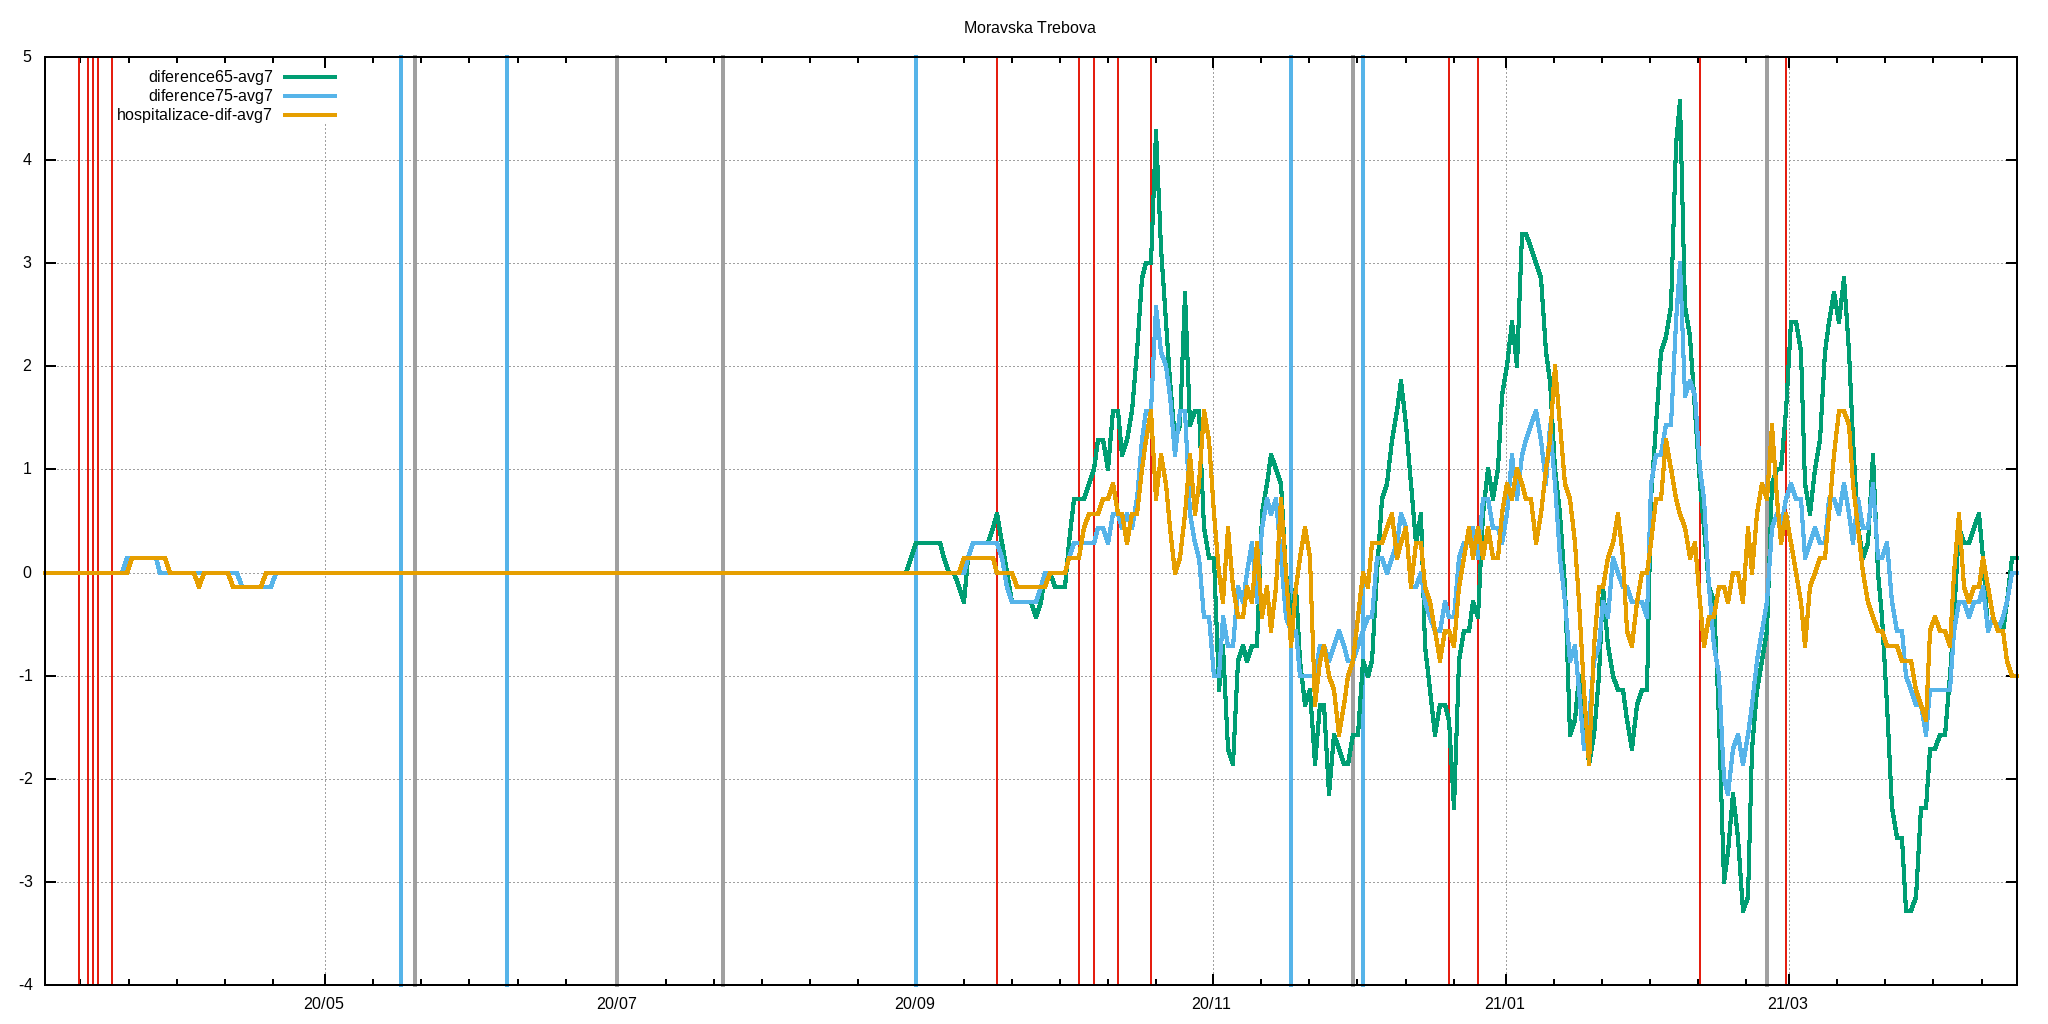 Moravska Trebova
5
diference65-avg7
diference75-avg7
hospitalizace-dif-avg7
4
3
2
1
0
-1
-2
-3
-4
20/05 20/07 20/09 20/11 21/01 21/03